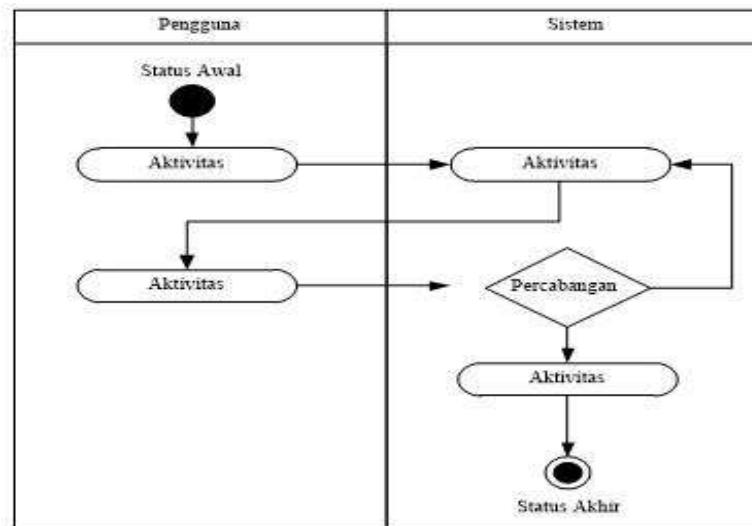 Pengguna
Sistem
Status Awal
Aktivitas
Aktivitas
Aktivitas
Percabangan
Aktivitas
Status Akhir